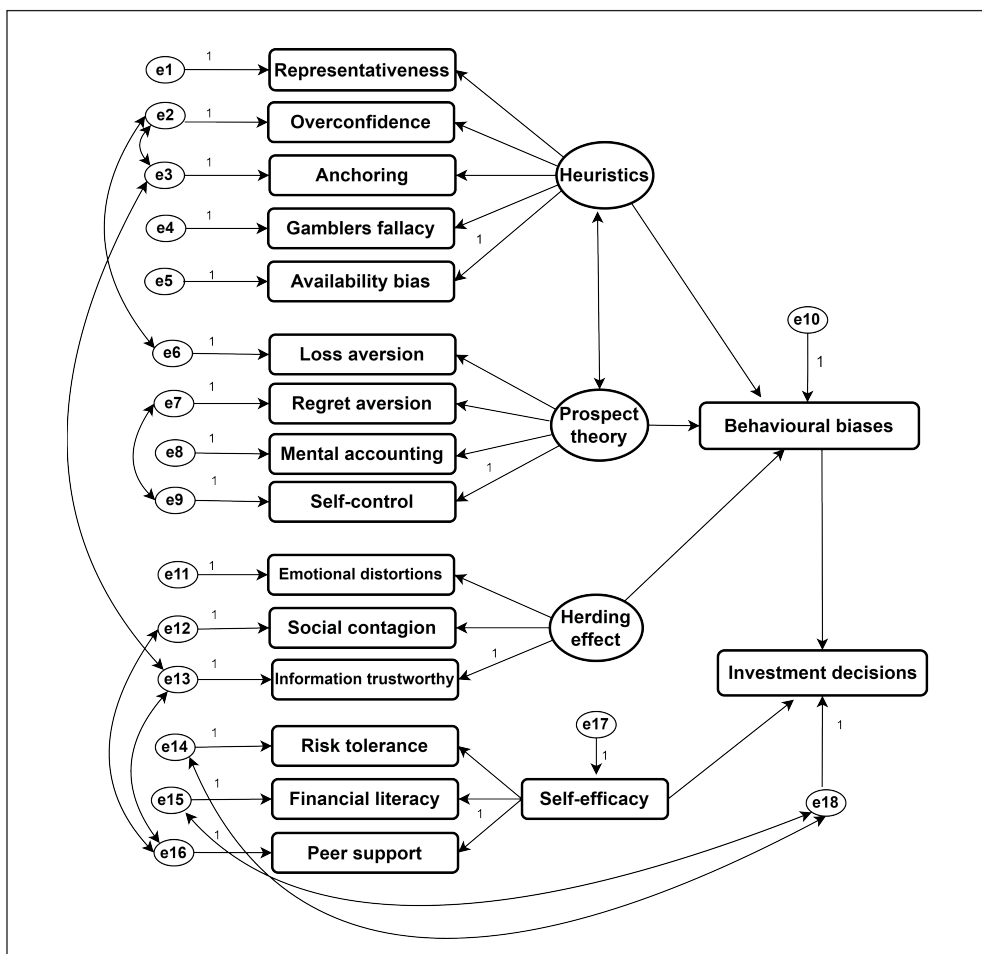 e1
1
Representativeness
e2
1
Overconfidence
e3
1
Anchoring
Heuristics
e4
1
Gamblers fallacy
1
e5
1
Availability bias
e10
1
e6
1
Loss aversion
e7
1
Regret aversion
Prospect
theory
Behavioural biases
e8
1
Mental accounting
1
e9
1
Self-control
e11
1
Emotional distortions
e12
1
Social contagion
Herding
effect
1
e13
1
Information trustworthy
Investment decisions
e17
1
1
e14
1
Risk tolerance
e15
1
Financial literacy
1
Self-efficacy
e18
e16
1
Peer support